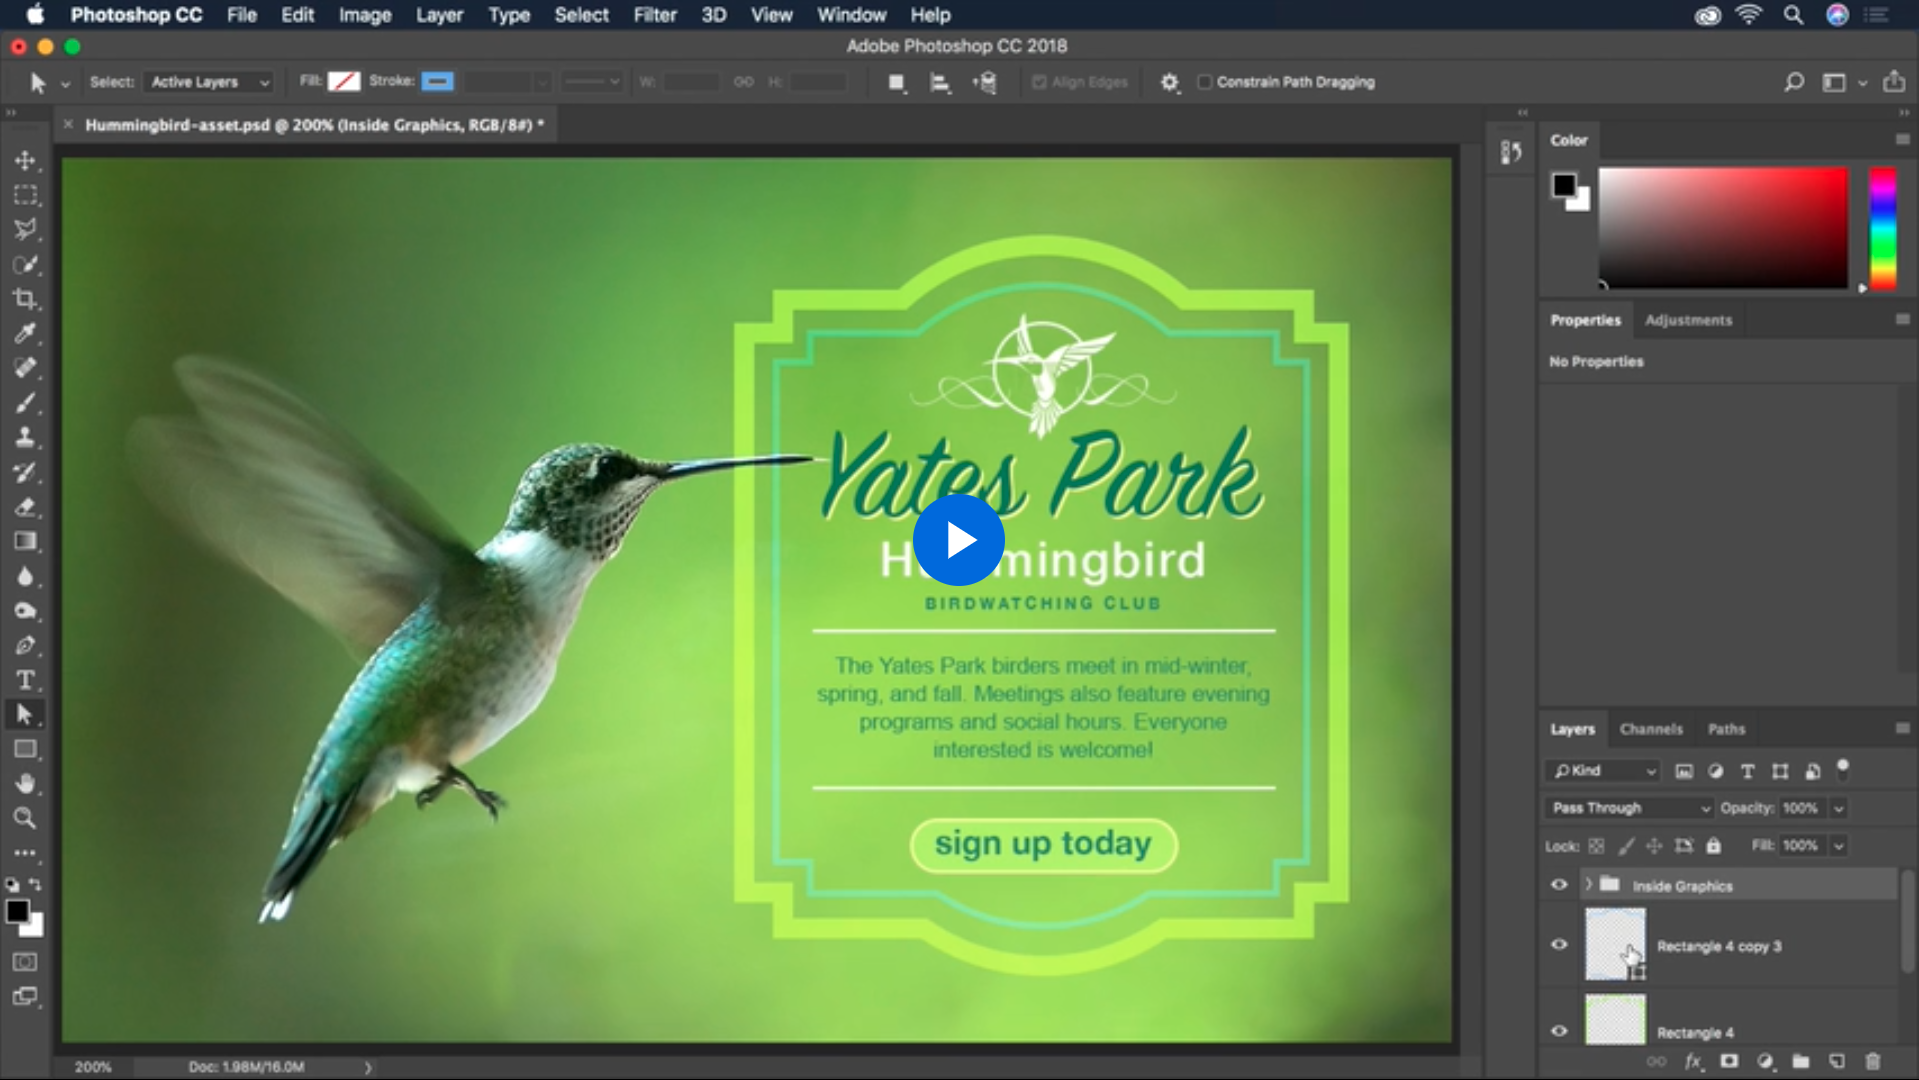 Photoshop CC File Edit Image Layer Type Select Filter 3D View Window Help
Adobe Photoshop CC 2018
Select: Active Layers Fill: Stroke: W: H: Align Edges Constrain Path Dragging
Hummingbird-asset.psd @ 200% (Inside Graphics, RGB/8#) *
Color
Properties Adjustments
No Properties
Yates Park
BIRDWATCHING CLUB
The Yates Park birders meet in mid-winter,
spring, and fall. Meetings also feature evening
programs and social hours. Everyone
interested is welcome!
sign up today
Layers Channels Paths
Kind
Pass Through Opacity: 100%
Lock: Fill: 100%
Inside Graphics
Rectangle 4 copy 3
Rectangle 4
fx
200% Doc: 1.98M/16.0M